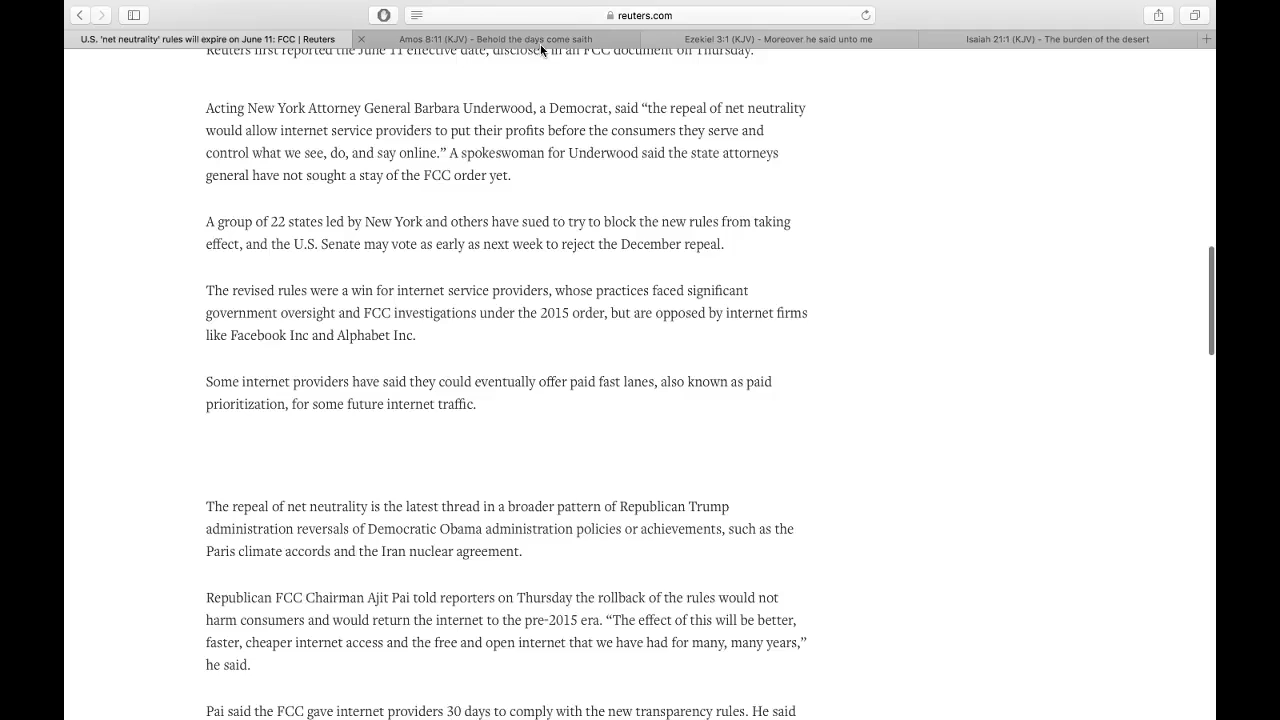 reuters.com
U.S. 'net neutrality' rules will expire on June 11: FCC | Reuters
Amos 8:11 (KJV) - Behold the days come saith
Ezekiel 3:1 (KJV) - Moreover he said unto me
Isaiah 21:1 (KJV) - The burden of the desert
Reuters first reported the June 11 effective date, disclosed in an FCC document on Thursday.
Acting New York Attorney General Barbara Underwood, a Democrat, said “the repeal of net neutrality
would allow internet service providers to put their profits before the consumers they serve and
control what we see, do, and say online.” A spokeswoman for Underwood said the state attorneys
general have not sought a stay of the FCC order yet.
A group of 22 states led by New York and others have sued to try to block the new rules from taking
effect, and the U.S. Senate may vote as early as next week to reject the December repeal.
The revised rules were a win for internet service providers, whose practices faced significant
government oversight and FCC investigations under the 2015 order, but are opposed by internet firms
like Facebook Inc and Alphabet Inc.
Some internet providers have said they could eventually offer paid fast lanes, also known as paid
prioritization, for some future internet traffic.
The repeal of net neutrality is the latest thread in a broader pattern of Republican Trump
administration reversals of Democratic Obama administration policies or achievements, such as the
Paris climate accords and the Iran nuclear agreement.
Republican FCC Chairman Ajit Pai told reporters on Thursday the rollback of the rules would not
harm consumers and would return the internet to the pre-2015 era. “The effect of this will be better,
faster, cheaper internet access and the free and open internet that we have had for many, many years,”
he said.
Pai said the FCC gave internet providers 30 days to comply with the new transparency rules. He said